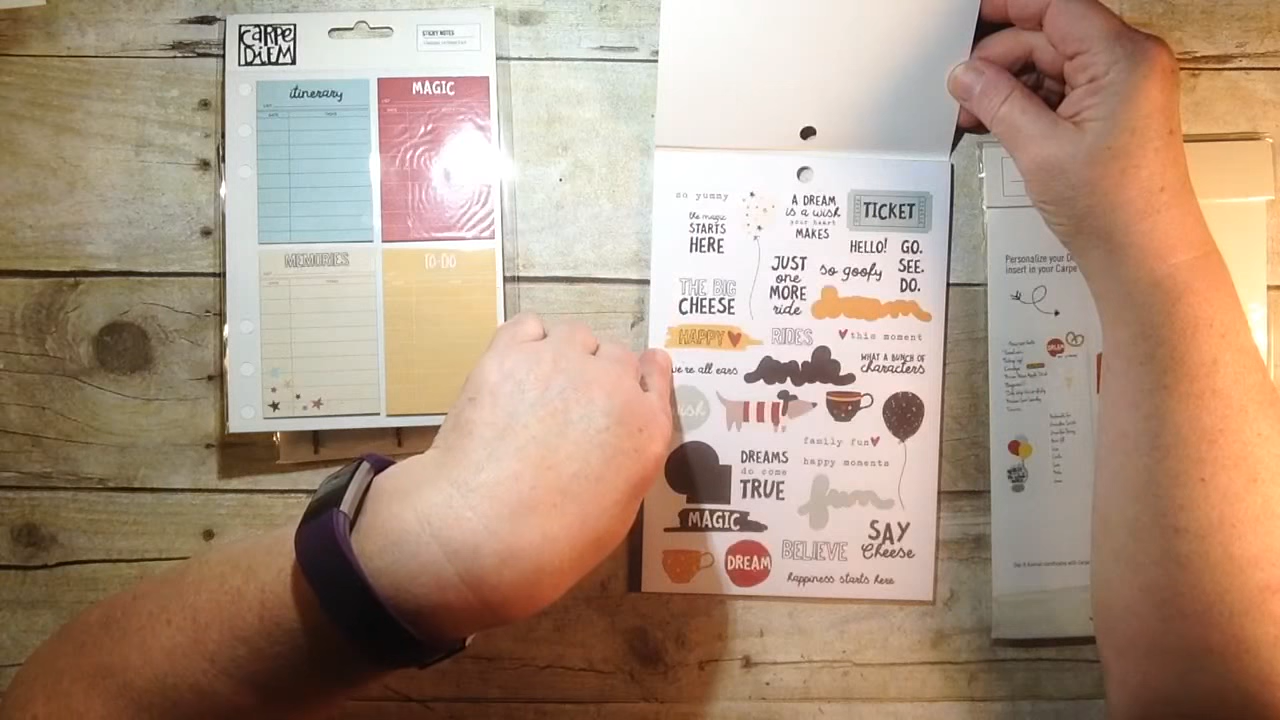 CARPE
DIEM
STICKY NOTES
itinerary
MAGIC
MEMORIES
TO-DO
so yummy
the magic
STARTS
HERE
A DREAM
is a wish
your heart
MAKES
TICKET
HELLO!
GO.
SEE.
DO.
JUST
one
MORE
ride
so goofy
THE BIG
CHEESE
HAPPY
RIDES
this moment
we're all ears
WHAT A BUNCH OF
characters
wish
family fun
happy moments
DREAMS
do come
TRUE
fun
MAGIC
SAY
Cheese
DREAM
BELIEVE
happiness starts here
Personalize your
insert in your Carpe
DREAM